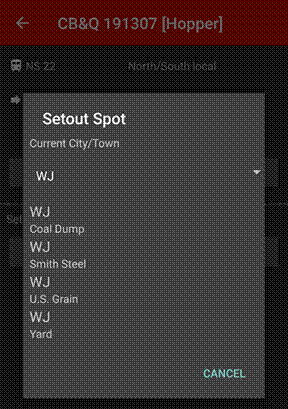 CB&Q 191307 [Hopper]
NS 22 North/South local
Setout Spot
Current City/Town
WJ
WJ
Coal Dump
WJ
Smith Steel
WJ
U.S. Grain
WJ
Yard
CANCEL